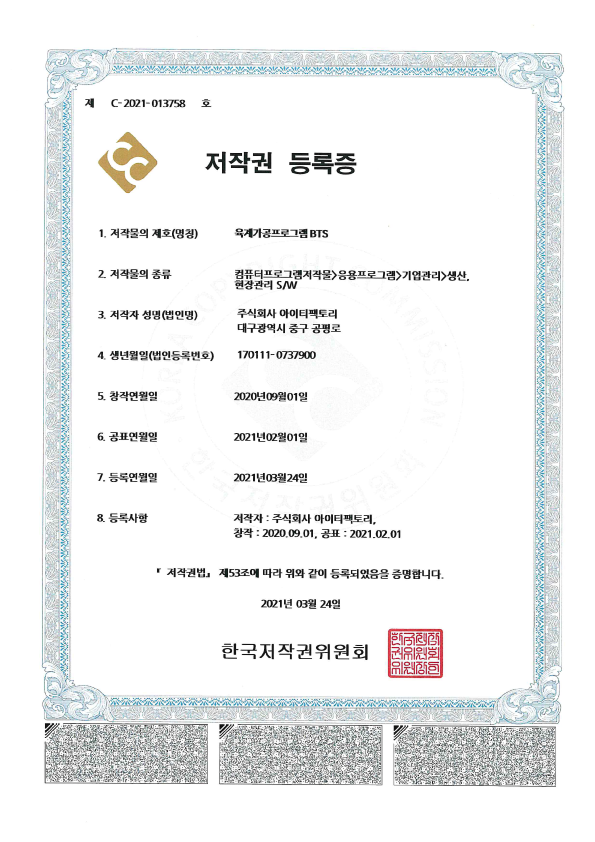 제 C-2021-013758 호
저작권 등록증
1. 저작물의 제호(명칭) 육계가공프로그램 BTS
2. 저작물의 종류 컴퓨터프로그램저작물>응용프로그램>기업관리>생산,
현장관리 S/W
3. 저작자 성명(법인명) 주식회사 아이티팩토리
대구광역시 중구 공평로
4. 생년월일(법인등록번호) 170111-0737900
5. 창작연월일 2020년09월01일
6. 공표연월일 2021년02월01일
7. 등록연월일 2021년03월24일
8. 등록사항 저작자 : 주식회사 아이티팩토리,
창작 : 2020.09.01, 공표 : 2021.02.01
『 저작권법』 제53조에 따라 위와 같이 등록되었음을 증명합니다.
2021년 03월 24일
한국저작권위원회
KOREA COPYRIGHT COMMISSION
한국저작권위원회